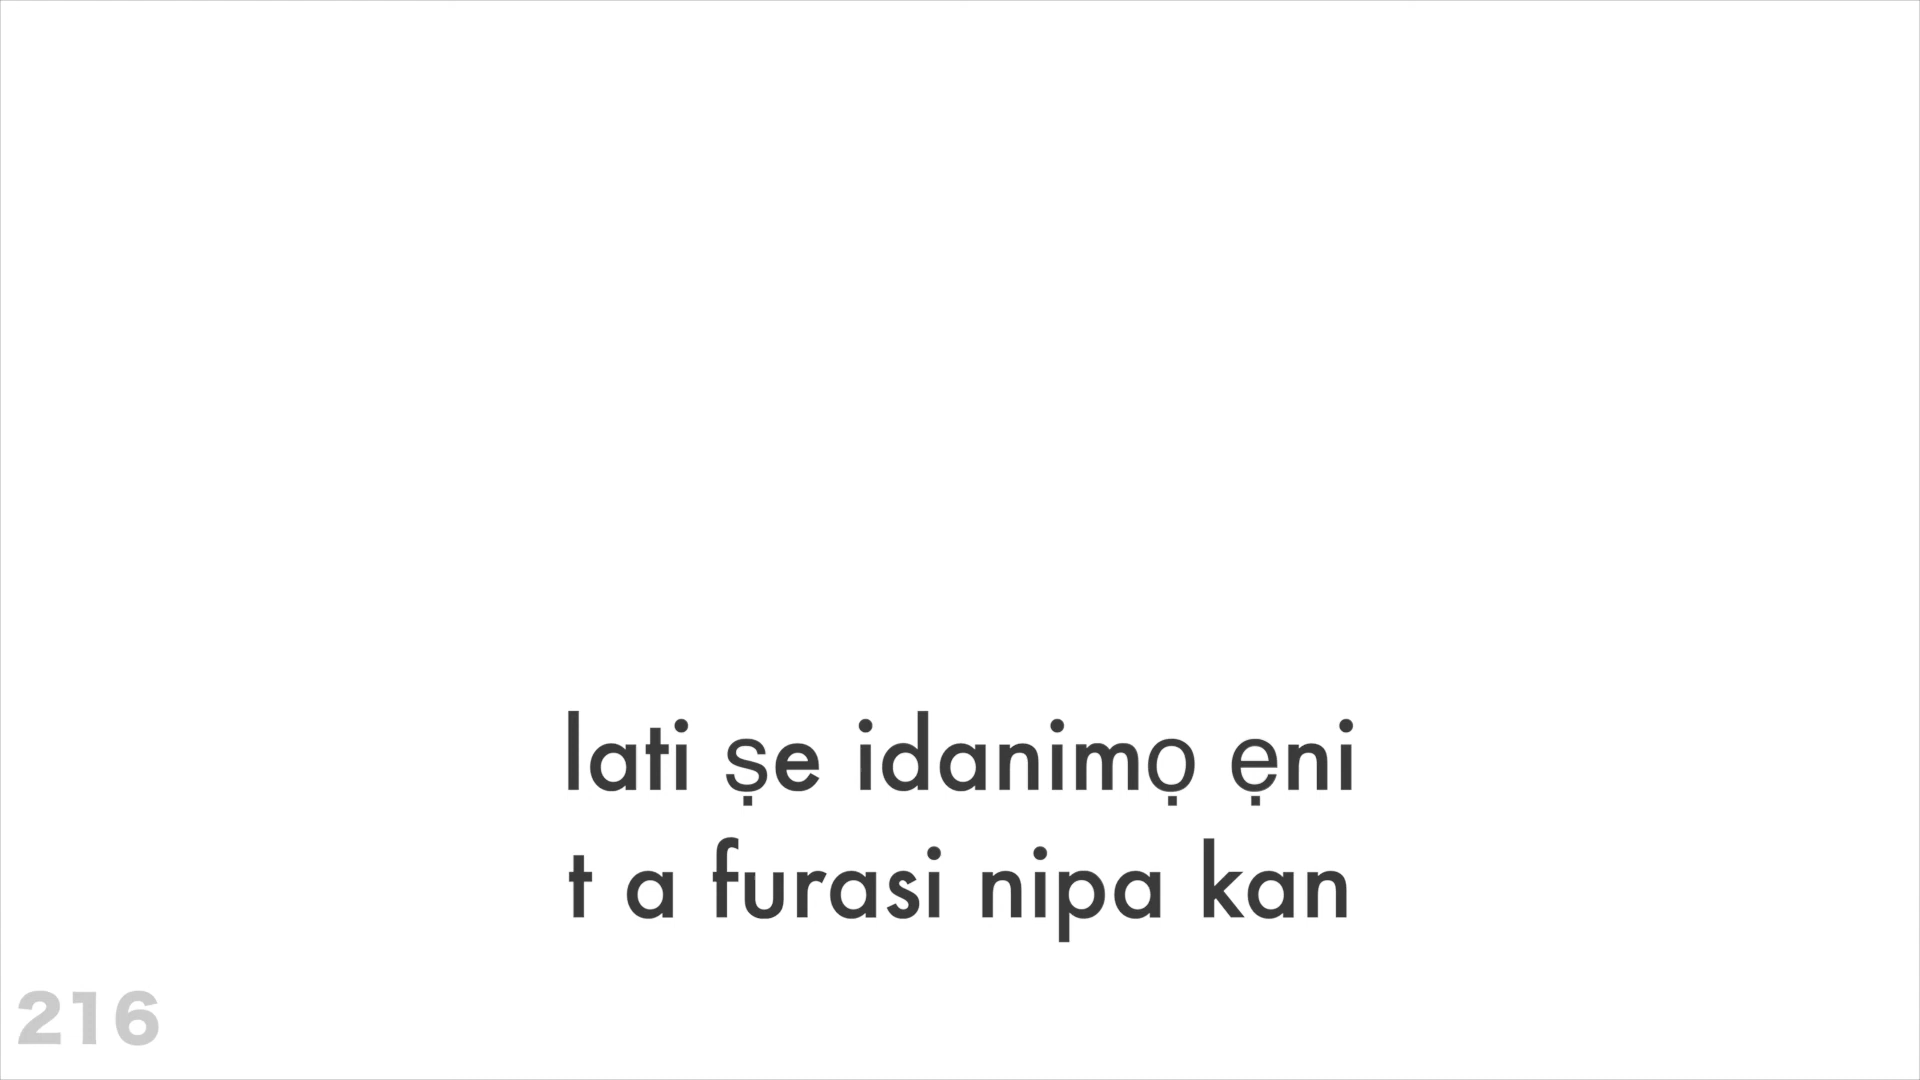 lati ṣe idanimọ ẹni
t a furasi nipa kan
216